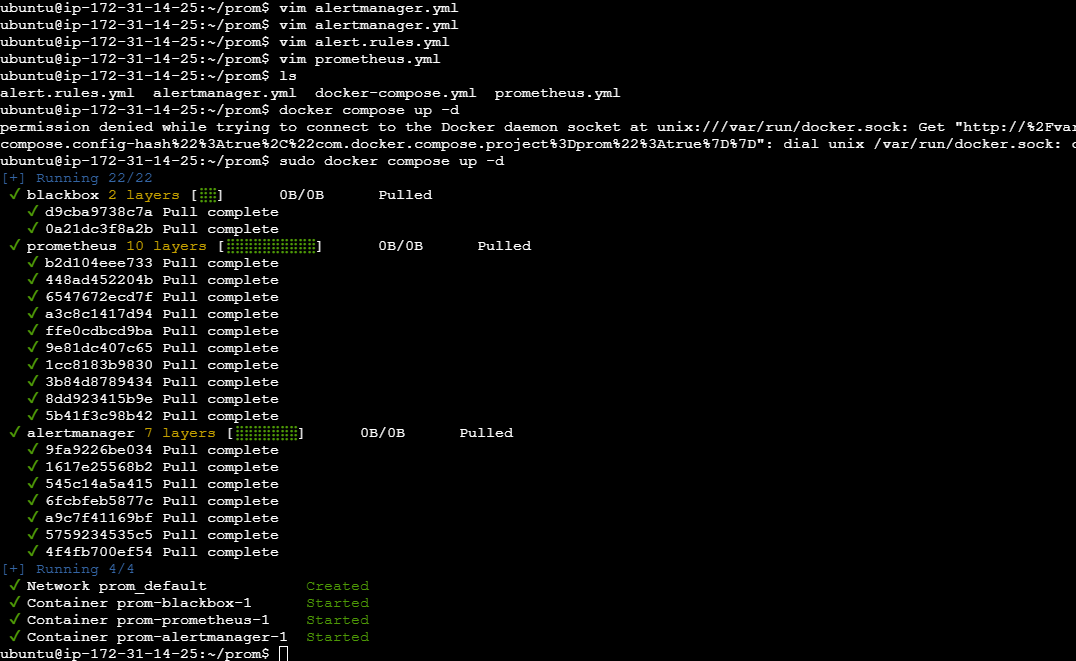 ubuntu@ip-172-31-14-25:~/prom$ vim alertmanager.yml
ubuntu@ip-172-31-14-25:~/prom$ vim alertmanager.yml
ubuntu@ip-172-31-14-25:~/prom$ vim alert.rules.yml
ubuntu@ip-172-31-14-25:~/prom$ vim prometheus.yml
ubuntu@ip-172-31-14-25:~/prom$ ls
alert.rules.yml  alertmanager.yml  docker-compose.yml  prometheus.yml
ubuntu@ip-172-31-14-25:~/prom$ docker compose up -d
permission denied while trying to connect to the Docker daemon socket at unix:///var/run/docker.sock: Get "http://%2Fvar
compose.config-hash%22%3Atrue%2C%22com.docker.compose.project%3Dprom%22%3Atrue%7D%7D": dial unix /var/run/docker.sock: c
ubuntu@ip-172-31-14-25:~/prom$ sudo docker compose up -d
[+] Running 22/22
 ✓ blackbox 2 layers [⣿⣿]      0B/0B      Pulled
   ✓ d9cba9738c7a Pull complete
   ✓ 0a21dc3f8a2b Pull complete
 ✓ prometheus 10 layers [⣿⣿⣿⣿⣿⣿⣿⣿⣿⣿]      0B/0B      Pulled
   ✓ b2d104eee733 Pull complete
   ✓ 448ad452204b Pull complete
   ✓ 6547672ecd7f Pull complete
   ✓ a3c8c1417d94 Pull complete
   ✓ ffe0cdbcd9ba Pull complete
   ✓ 9e81dc407c65 Pull complete
   ✓ 1cc8183b9830 Pull complete
   ✓ 3b84d8789434 Pull complete
   ✓ 8dd923415b9e Pull complete
   ✓ 5b41f3c98b42 Pull complete
 ✓ alertmanager 7 layers [⣿⣿⣿⣿⣿⣿⣿]      0B/0B      Pulled
   ✓ 9fa9226be034 Pull complete
   ✓ 1617e25568b2 Pull complete
   ✓ 545c14a5a415 Pull complete
   ✓ 6fcbfeb5877c Pull complete
   ✓ a9c7f41169bf Pull complete
   ✓ 5759234535c5 Pull complete
   ✓ 4f4fb700ef54 Pull complete
[+] Running 4/4
 ✓ Network prom_default           Created
 ✓ Container prom-blackbox-1      Started
 ✓ Container prom-prometheus-1    Started
 ✓ Container prom-alertmanager-1  Started
ubuntu@ip-172-31-14-25:~/prom$